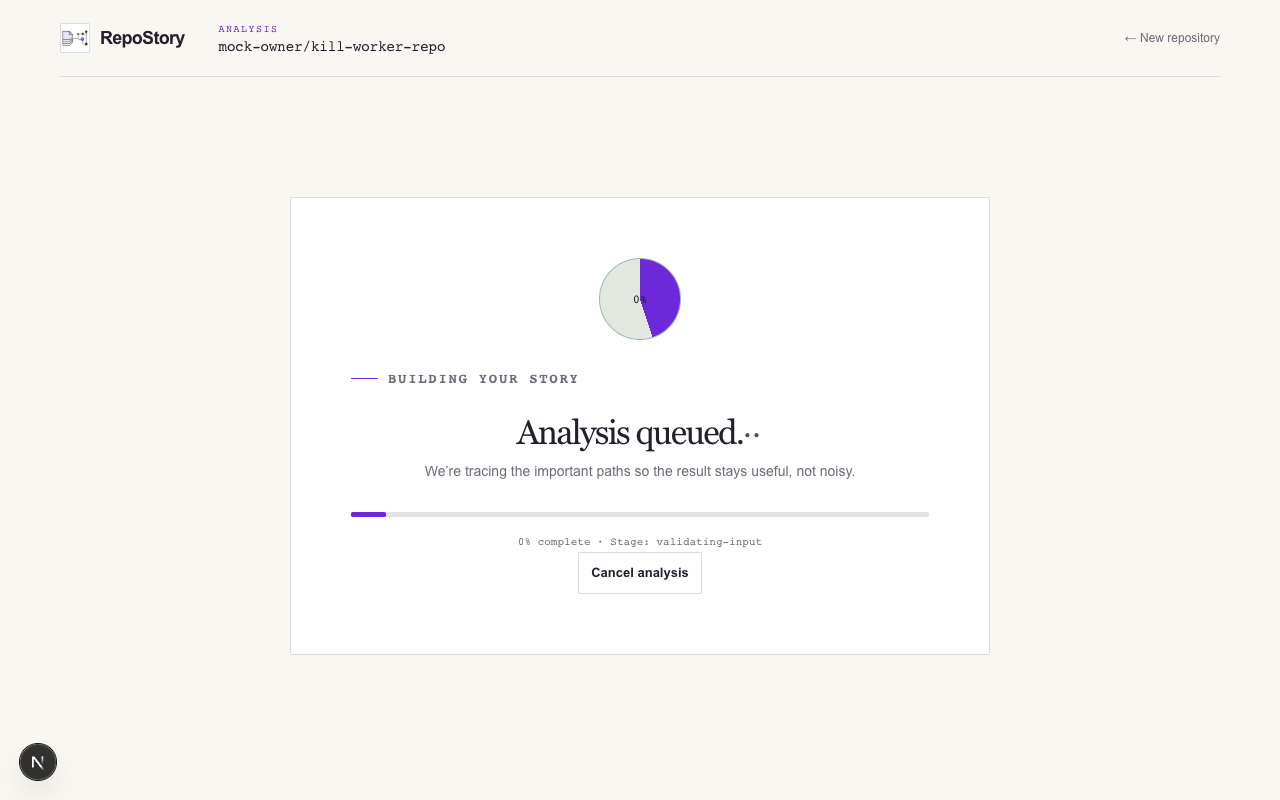 RepoStory
ANALYSIS
mock-owner/kill-worker-repo
← New repository
0%
BUILDING YOUR STORY
Analysis queued...
We're tracing the important paths so the result stays useful, not noisy.
0% complete · Stage: validating-input
Cancel analysis
N